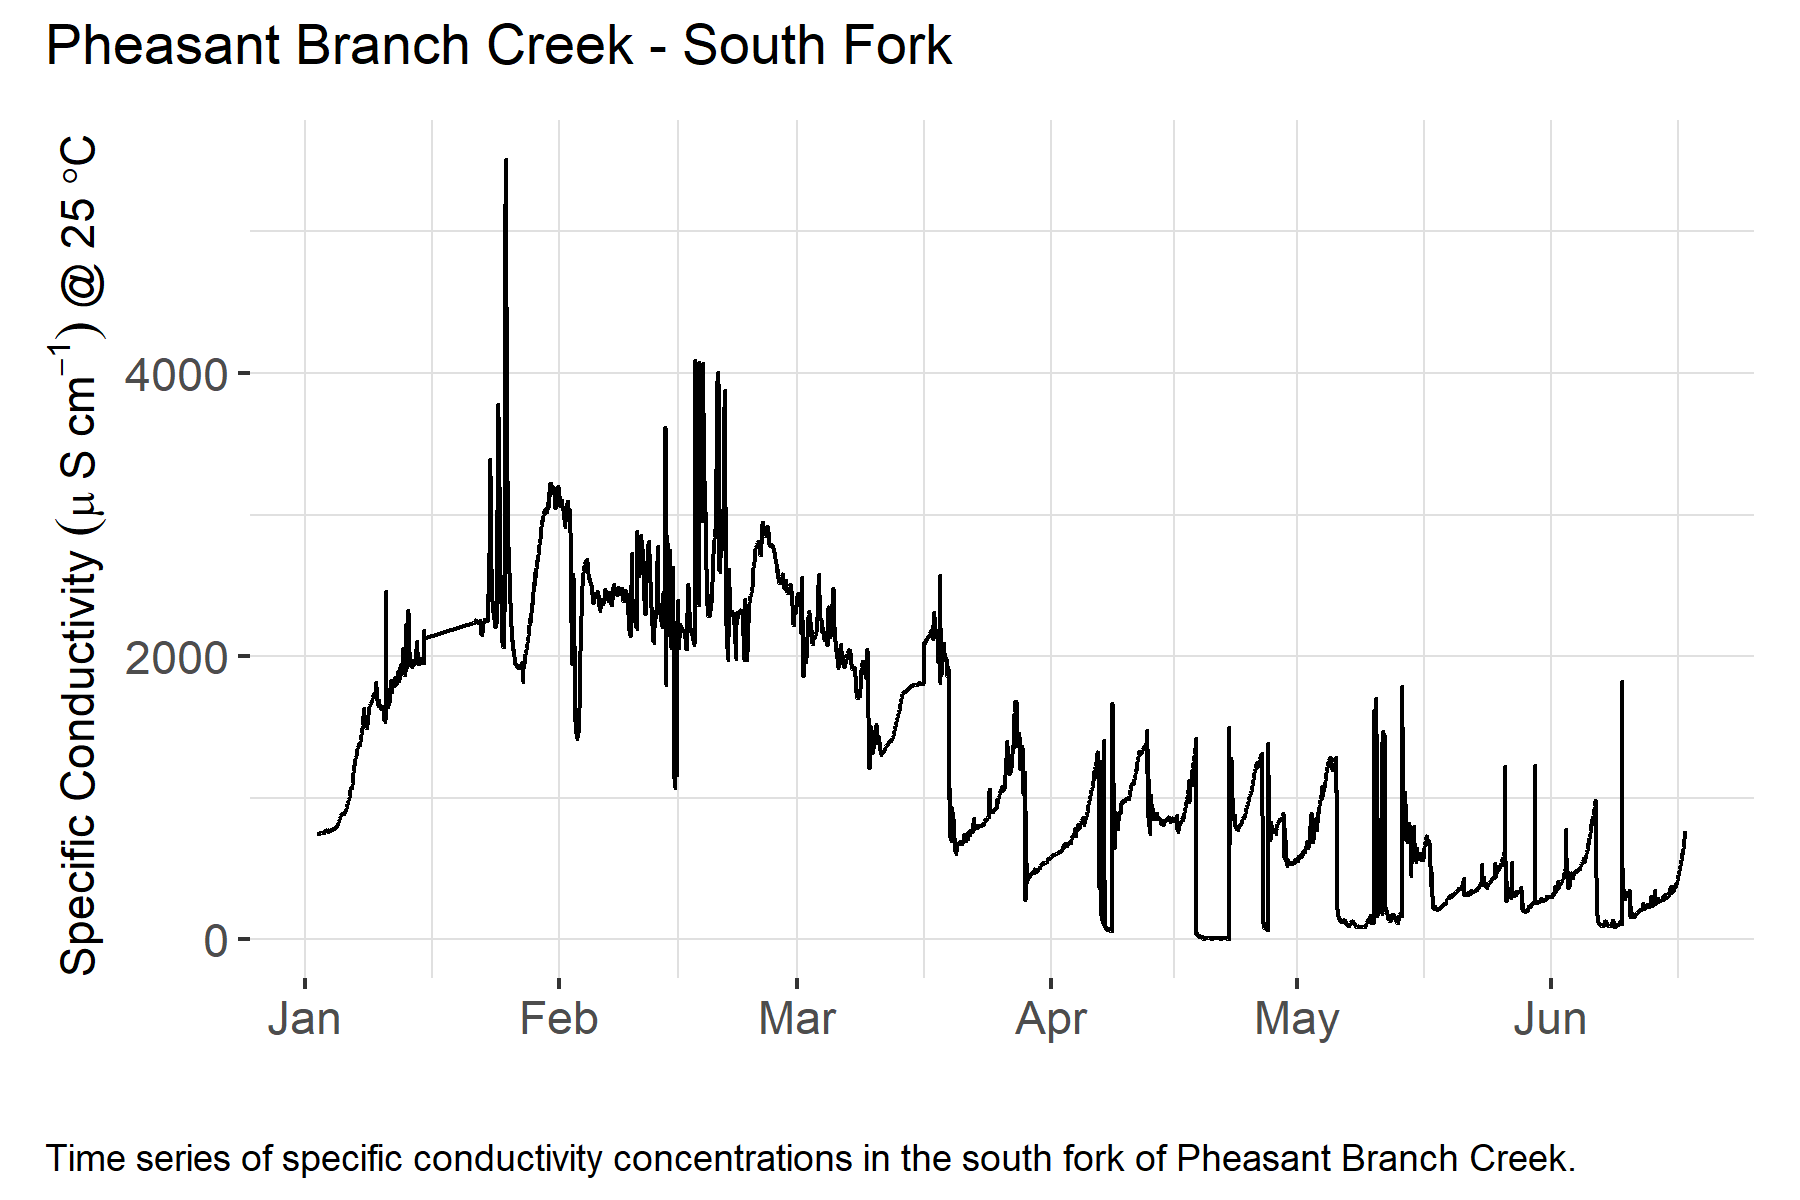 Pheasant Branch Creek - South Fork
Specific Conductivity (μ S cm⁻¹) @ 25 °C
4000
2000
0
Jan Feb Mar Apr May Jun
Time series of specific conductivity concentrations in the south fork of Pheasant Branch Creek.